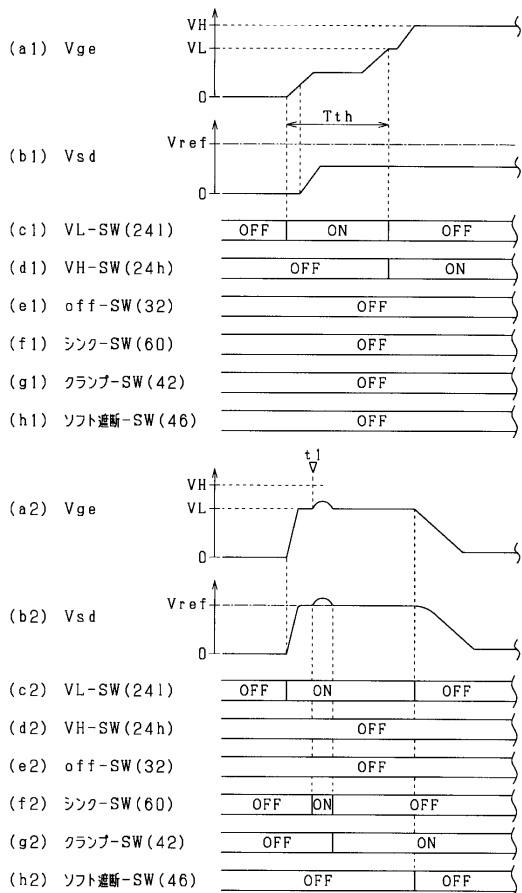 VH
(a1) Vge VL
0
Tth
Vref
(b1) Vsd
0
(c1) VL-SW(24l) OFF ON OFF
(d1) VH-SW(24h) OFF ON
(e1) off-SW(32) OFF
(f1) シンク-SW(60) OFF
(g1) クランプ-SW(42) OFF
(h1) ソフト遮断-SW(46) OFF
t1
VH
(a2) Vge VL
0
Vref
(b2) Vsd
0
(c2) VL-SW(24l) OFF ON OFF
(d2) VH-SW(24h) OFF
(e2) off-SW(32) OFF
(f2) シンク-SW(60) OFF ON OFF
(g2) クランプ-SW(42) OFF ON
(h2) ソフト遮断-SW(46) OFF OFF